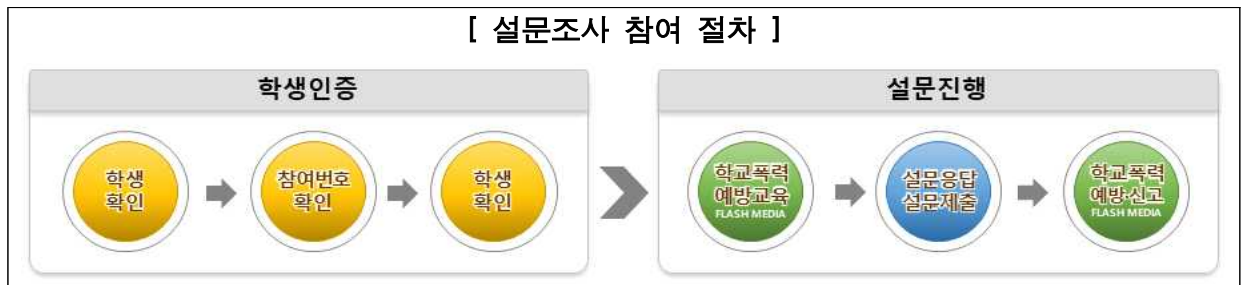 [ 설문조사 참여 절차 ]
학생인증
학생
확인
참여번호
확인
학생
확인
설문진행
학교폭력
예방교육
FLASH MEDIA
설문응답
설문제출
학교폭력
예방·신고
FLASH MEDIA